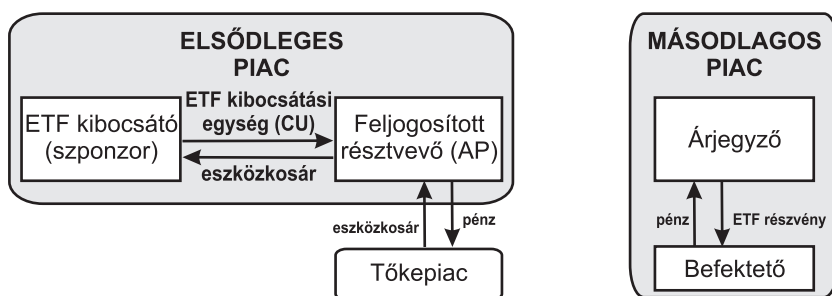 ELSŐDLEGES
PIAC
ETF kibocsátó
(szponzor)
ETF kibocsátási
egység (CU)
eszközkosár
Feljogosított
résztvevő (AP)
eszközkosár
pénz
Tőkepiac
MÁSODLAGOS
PIAC
Árjegyző
pénz
ETF részvény
Befektető